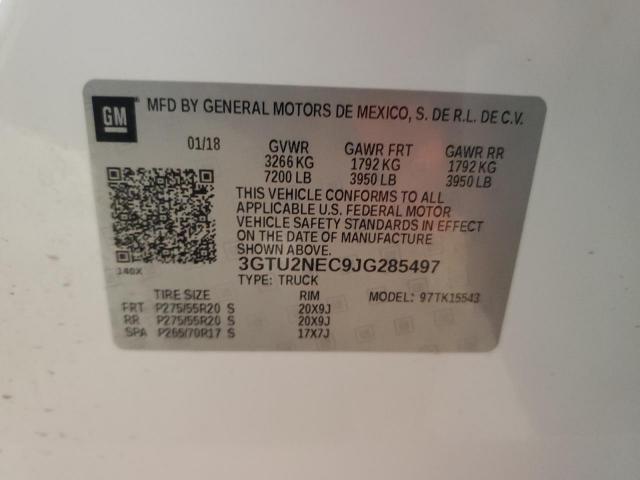 GM
MFD BY GENERAL MOTORS DE MEXICO, S. DE R.L. DE C.V.
01/18 GVWR GAWR FRT GAWR RR
3266 KG 1792 KG 1792 KG
7200 LB 3950 LB 3950 LB
THIS VEHICLE CONFORMS TO ALL
APPLICABLE U.S. FEDERAL MOTOR
VEHICLE SAFETY STANDARDS IN EFFECT
ON THE DATE OF MANUFACTURE
SHOWN ABOVE.
J40X 3GTU2NEC9JG285497
TYPE: TRUCK
TIRE SIZE RIM MODEL: 97TK15543
FRT P275/55R20 S 20X9J
RR P275/55R20 S 20X9J
SPA P265/70R17 S 17X7J